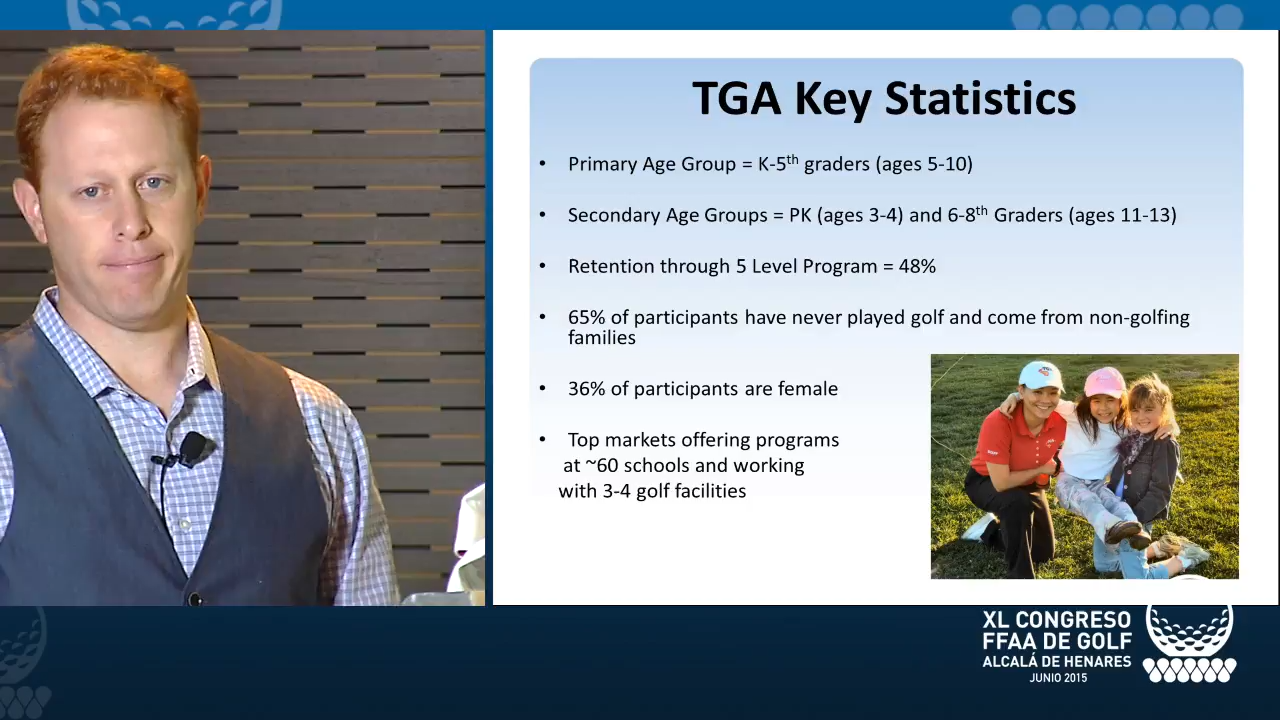 TGA Key Statistics
• Primary Age Group = K-5th graders (ages 5-10)
• Secondary Age Groups = PK (ages 3-4) and 6-8th Graders (ages 11-13)
• Retention through 5 Level Program = 48%
• 65% of participants have never played golf and come from non-golfing
families
• 36% of participants are female
• Top markets offering programs
at ~60 schools and working
with 3-4 golf facilities
XL CONGRESO
FFAA DE GOLF
ALCALÁ DE HENARES
JUNIO 2015